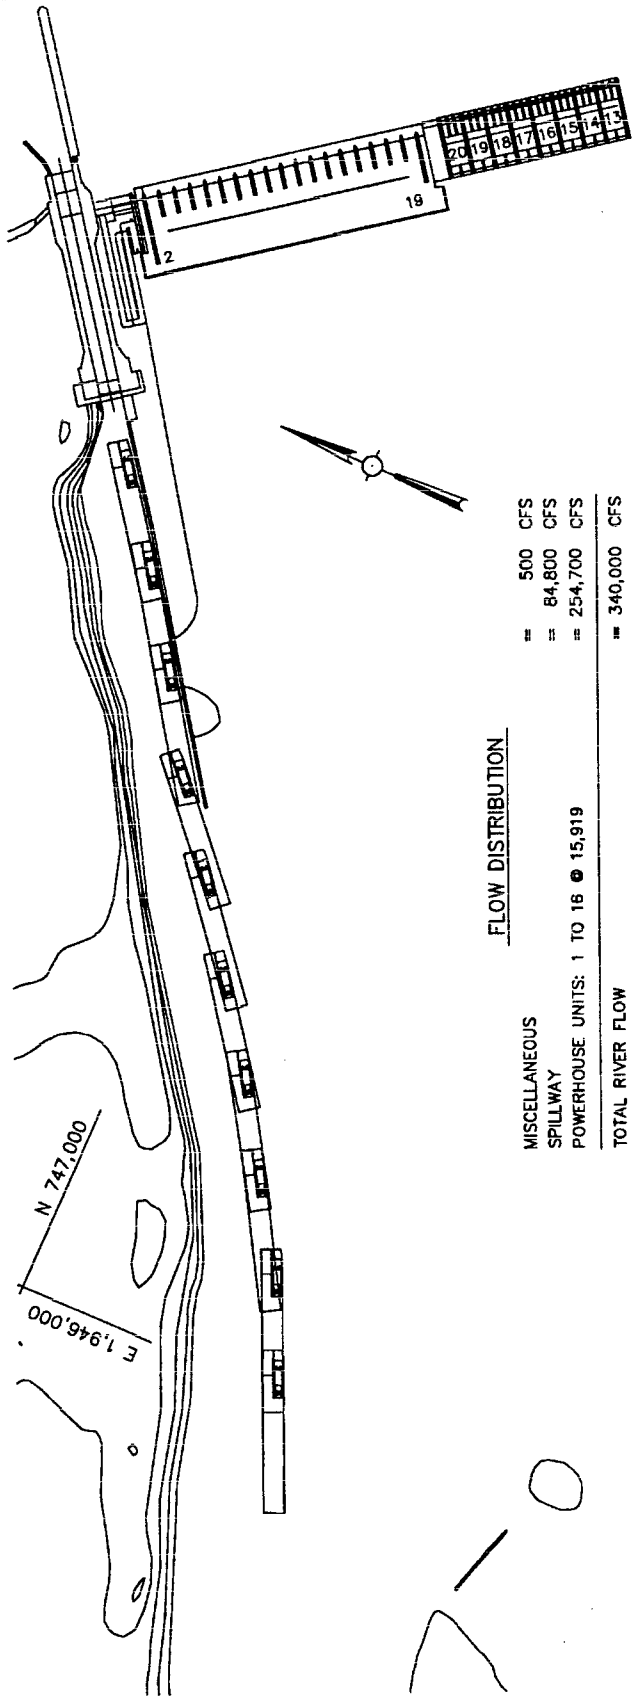 20 19 18 17 16 15 14 13
2
19
FLOW DISTRIBUTION
MISCELLANEOUS = 500 CFS
SPILLWAY = 84,800 CFS
POWERHOUSE UNITS: 1 TO 16 @ 15,919 = 254,700 CFS
TOTAL RIVER FLOW = 340,000 CFS
N 747,000
E 1,946,000